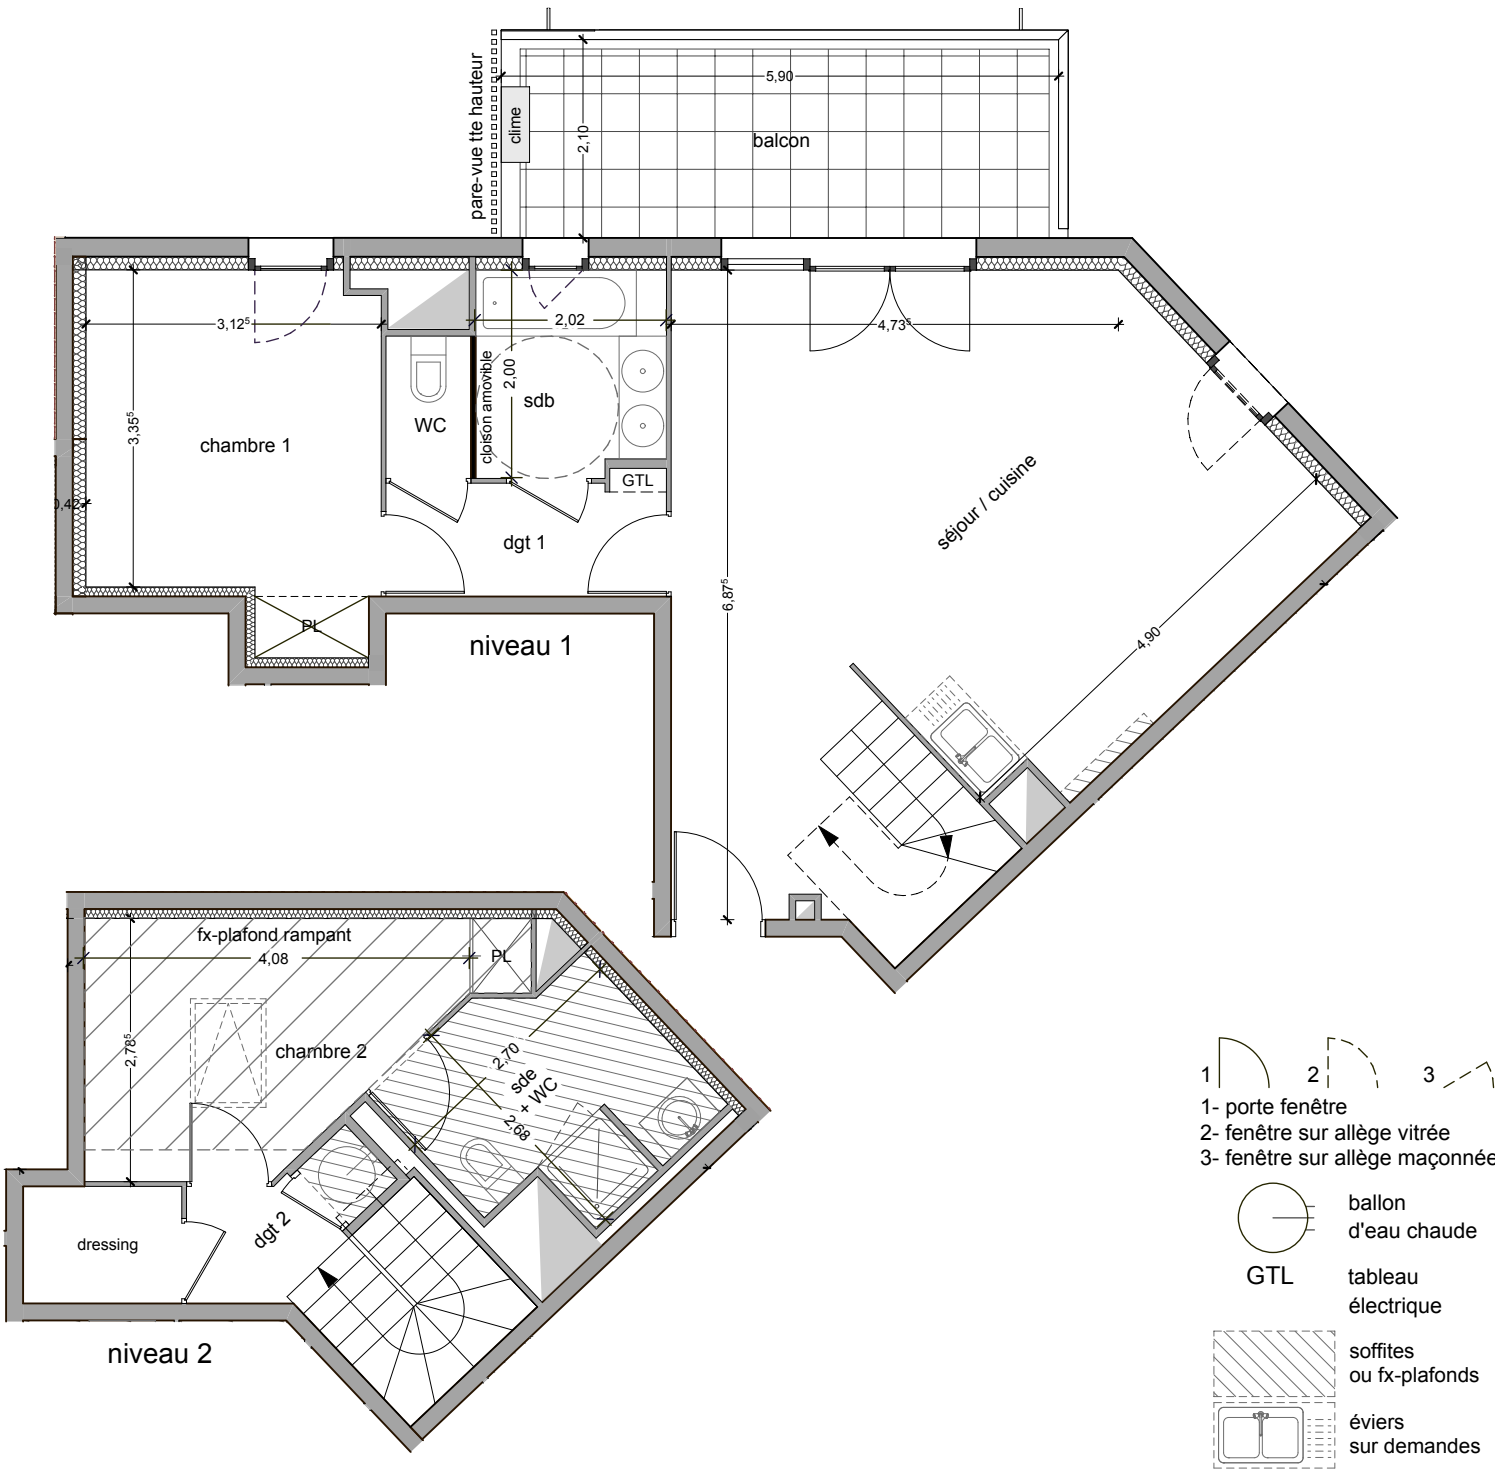 pare-vue tte hauteur
clime
5,90
2,10
balcon
3,12⁵
2,02
4,73⁵
3,35⁵
2,00
cloison amovible
sdb
WC
chambre 1
GTL
0,42
dgt 1
séjour / cuisine
6,87⁵
4,90
PL
niveau 1
fx-plafond rampant
4,08
PL
2,78⁵
chambre 2
2,70
sde
+ WC
2,68
dressing
dgt 2
niveau 2
1 2 3
1- porte fenêtre
2- fenêtre sur allège vitrée
3- fenêtre sur allège maçonnée
ballon
d'eau chaude
GTL tableau
électrique
soffites
ou fx-plafonds
éviers
sur demandes